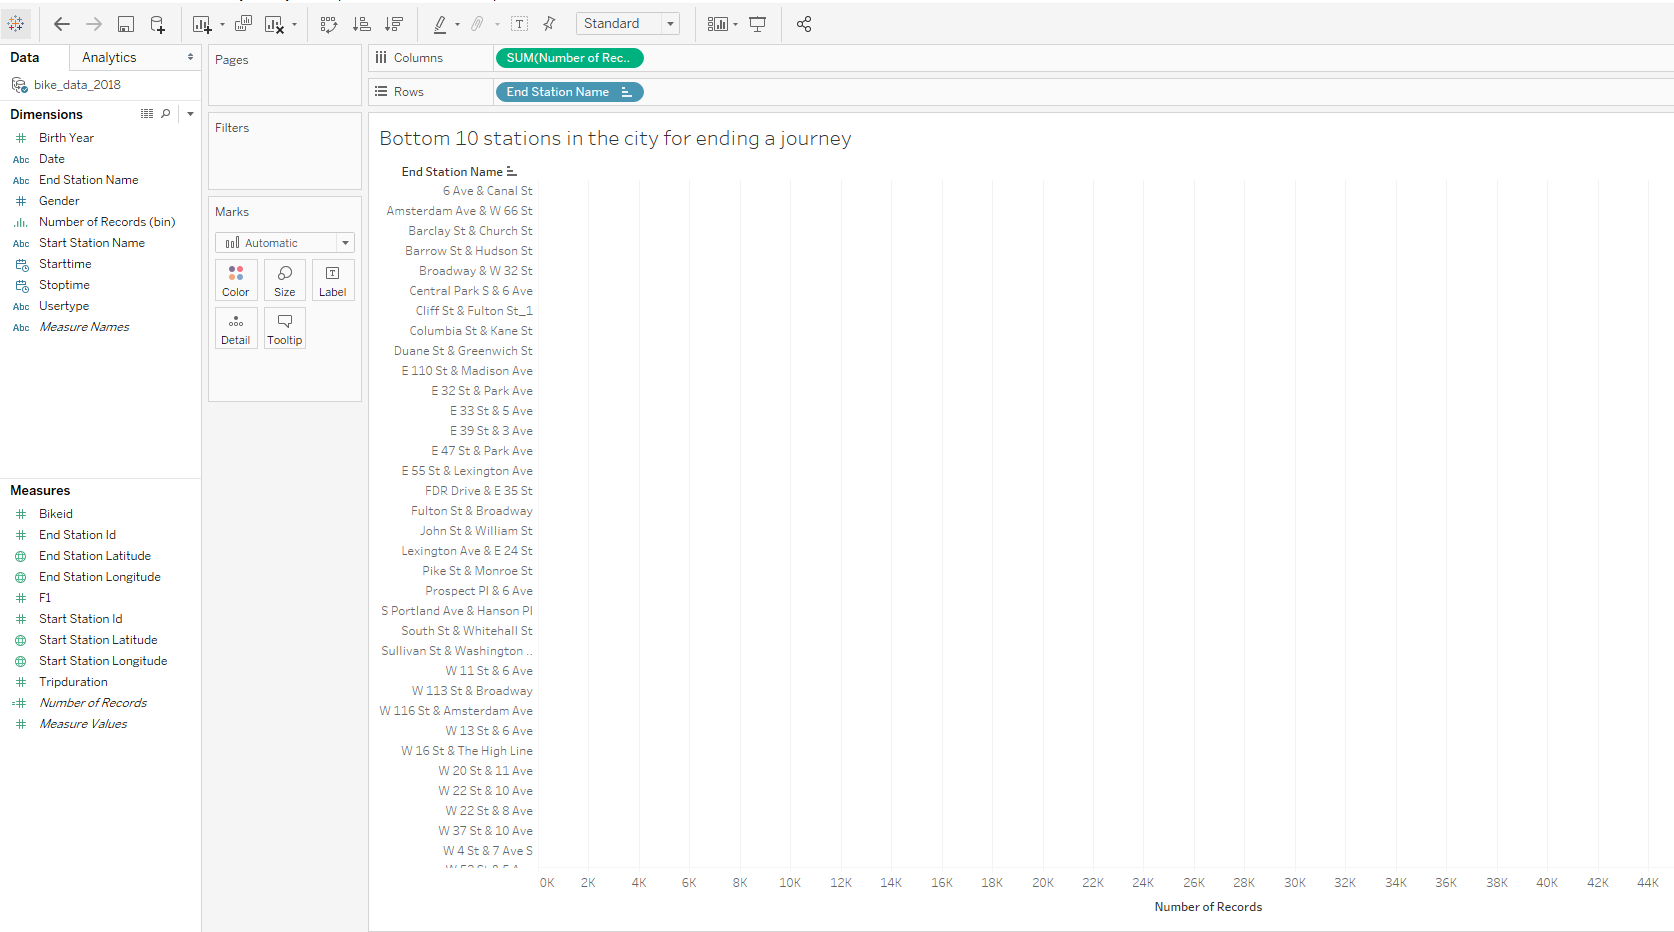 Standard
Data
Analytics
bike_data_2018
Dimensions
Birth Year
Abc Date
Abc End Station Name
Gender
Number of Records (bin)
Abc Start Station Name
Starttime
Stoptime
Abc Usertype
Abc Measure Names
Measures
Bikeid
End Station Id
End Station Latitude
End Station Longitude
F1
Start Station Id
Start Station Latitude
Start Station Longitude
Tripduration
Number of Records
Measure Values
Pages
Filters
Marks
Automatic
Color
Size
Label
Detail
Tooltip
Columns
SUM(Number of Rec..
Rows
End Station Name
Bottom 10 stations in the city for ending a journey
End Station Name
6 Ave & Canal St
Amsterdam Ave & W 66 St
Barclay St & Church St
Barrow St & Hudson St
Broadway & W 32 St
Central Park S & 6 Ave
Cliff St & Fulton St_1
Columbia St & Kane St
Duane St & Greenwich St
E 110 St & Madison Ave
E 32 St & Park Ave
E 33 St & 5 Ave
E 39 St & 3 Ave
E 47 St & Park Ave
E 55 St & Lexington Ave
FDR Drive & E 35 St
Fulton St & Broadway
John St & William St
Lexington Ave & E 24 St
Pike St & Monroe St
Prospect Pl & 6 Ave
S Portland Ave & Hanson Pl
South St & Whitehall St
Sullivan St & Washington ..
W 11 St & 6 Ave
W 113 St & Broadway
W 116 St & Amsterdam Ave
W 13 St & 6 Ave
W 16 St & The High Line
W 20 St & 11 Ave
W 22 St & 10 Ave
W 22 St & 8 Ave
W 37 St & 10 Ave
W 4 St & 7 Ave S
0K 2K 4K 6K 8K 10K 12K 14K 16K 18K 20K 22K 24K 26K 28K 30K 32K 34K 36K 38K 40K 42K 44K
Number of Records